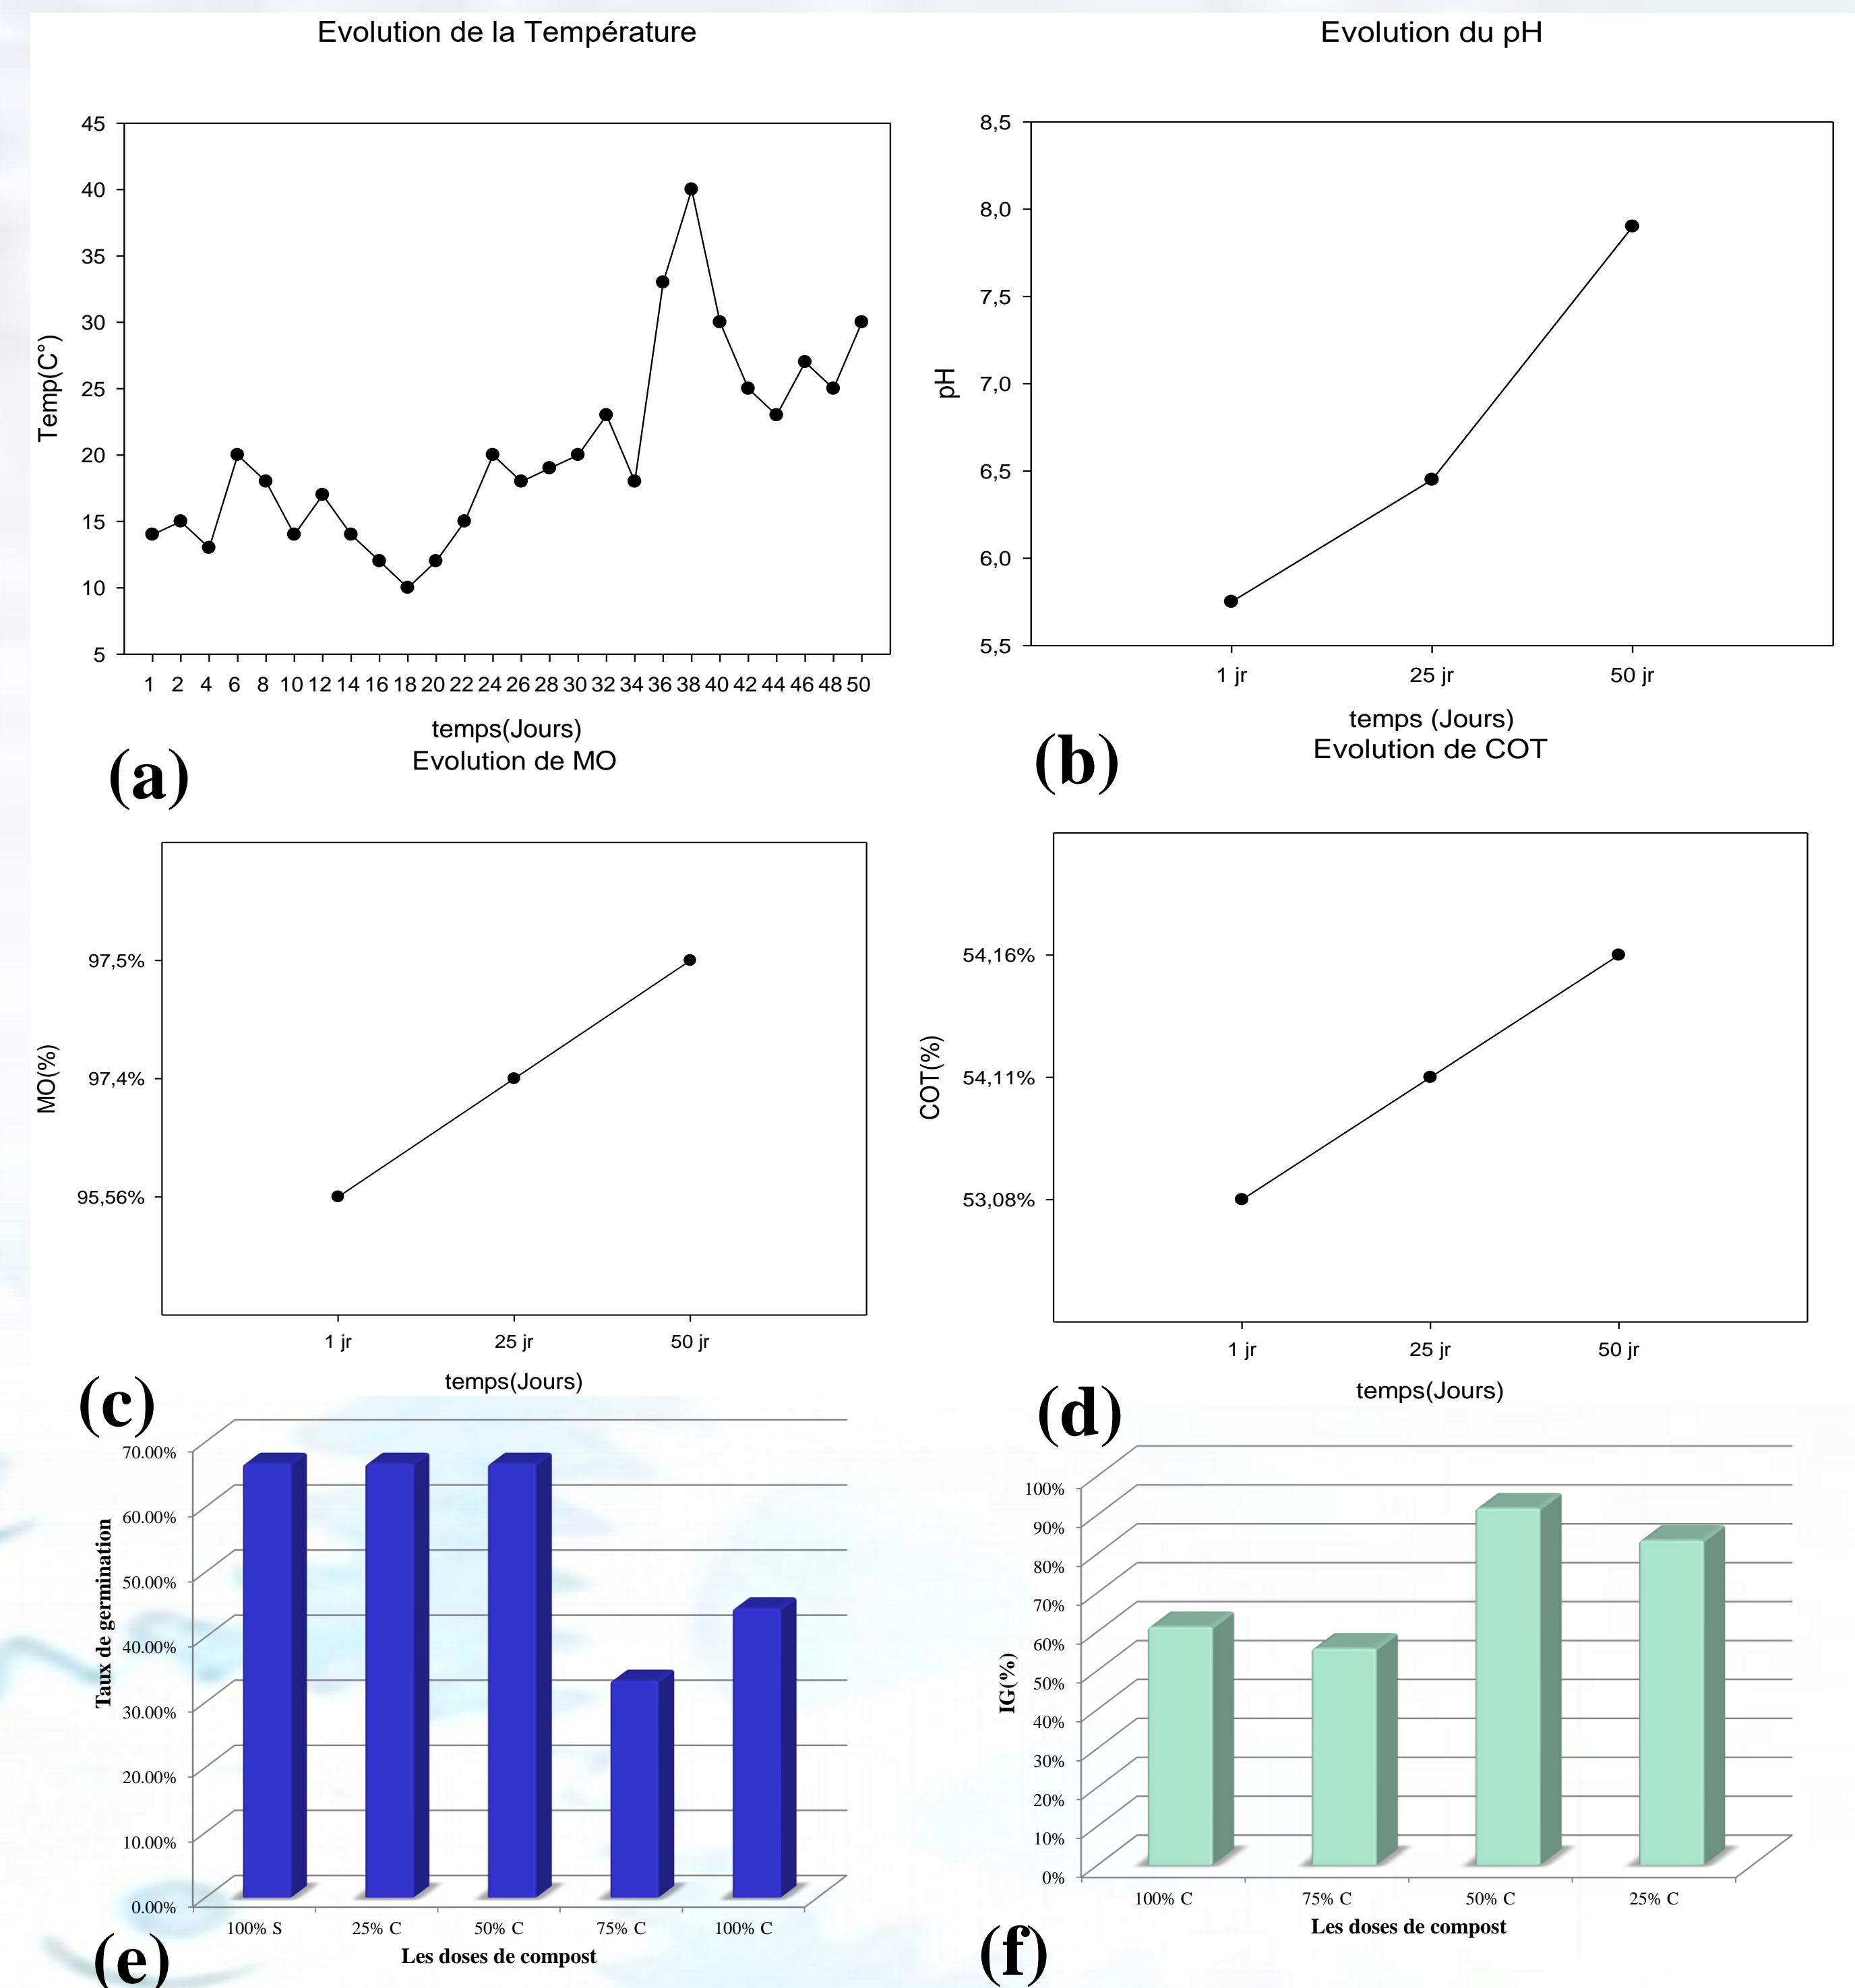 Evolution de la Température
45
40
35
30
25
20
15
10
5
Temp(C°)
1 2 4 6 8 10 12 14 16 18 20 22 24 26 28 30 32 34 36 38 40 42 44 46 48 50
temps(Jours)
(a)
Evolution du pH
8,5
8,0
7,5
7,0
6,5
6,0
5,5
pH
1 jr 25 jr 50 jr
temps (Jours)
(b)
Evolution de MO
97,5%
97,4%
95,56%
MO(%)
1 jr 25 jr 50 jr
temps(Jours)
(c)
Evolution de COT
54,16%
54,11%
53,08%
COT(%)
1 jr 25 jr 50 jr
temps(Jours)
(d)
70.00%
60.00%
50.00%
40.00%
30.00%
20.00%
10.00%
0.00%
Taux de germination
100% S 25% C 50% C 75% C 100% C
Les doses de compost
(e)
100%
90%
80%
70%
60%
50%
40%
30%
20%
10%
0%
IG(%)
100% C 75% C 50% C 25% C
Les doses de compost
(f)